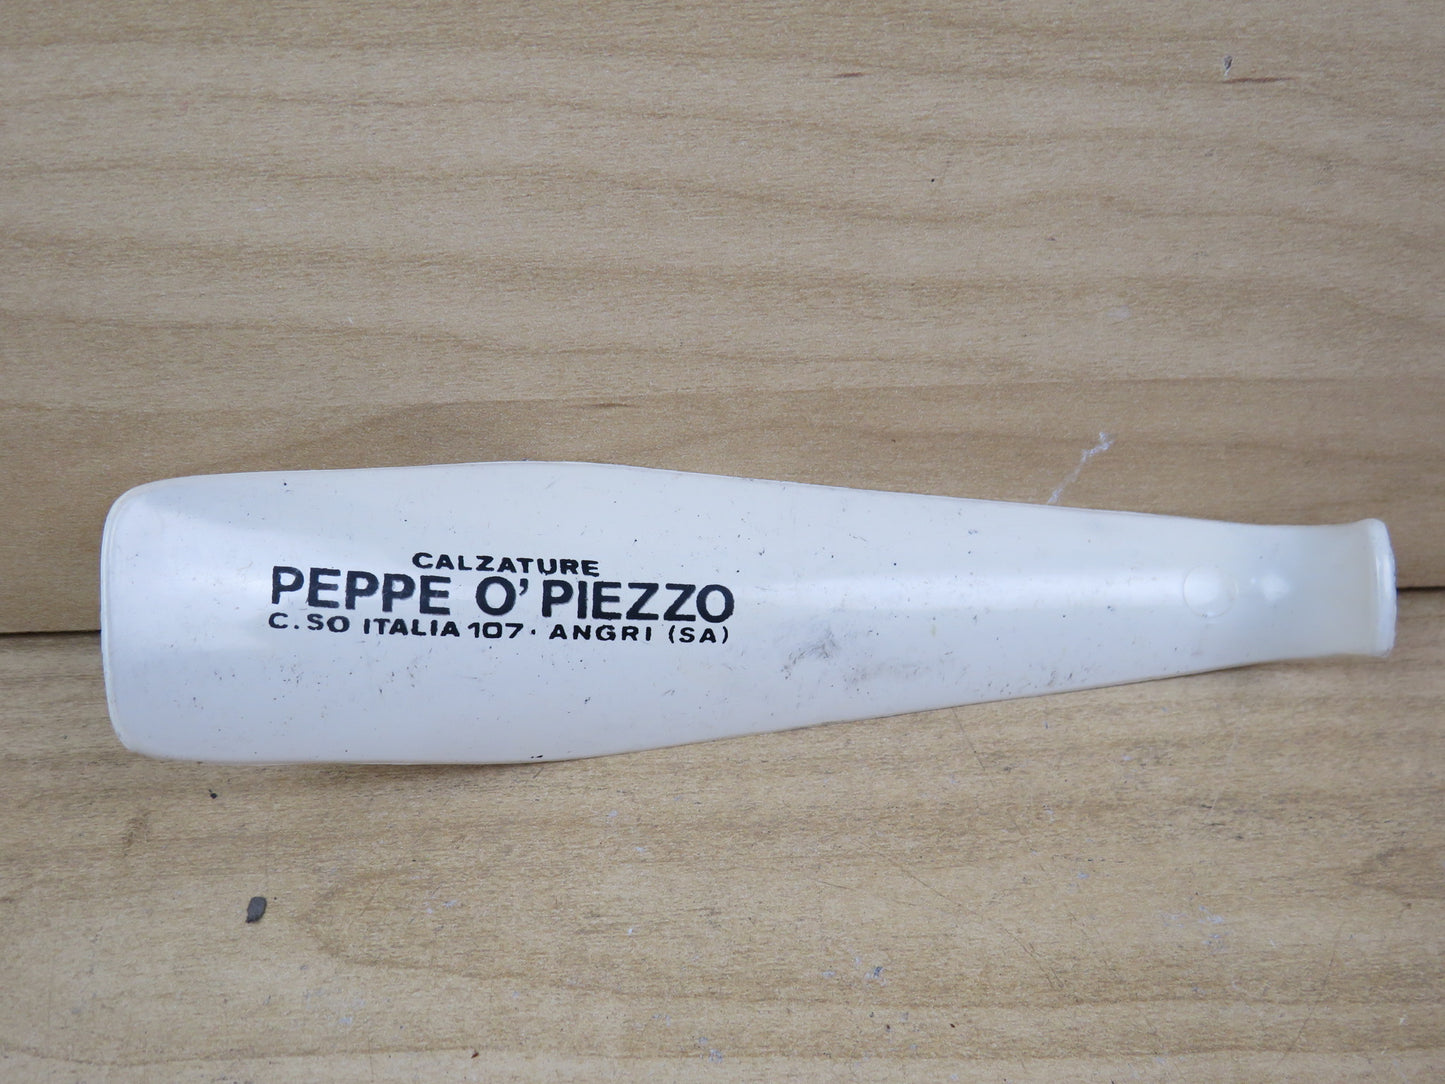 CALZATURE
PEPPE O' PIEZZO
C.SO ITALIA 107 · ANGRI (SA)